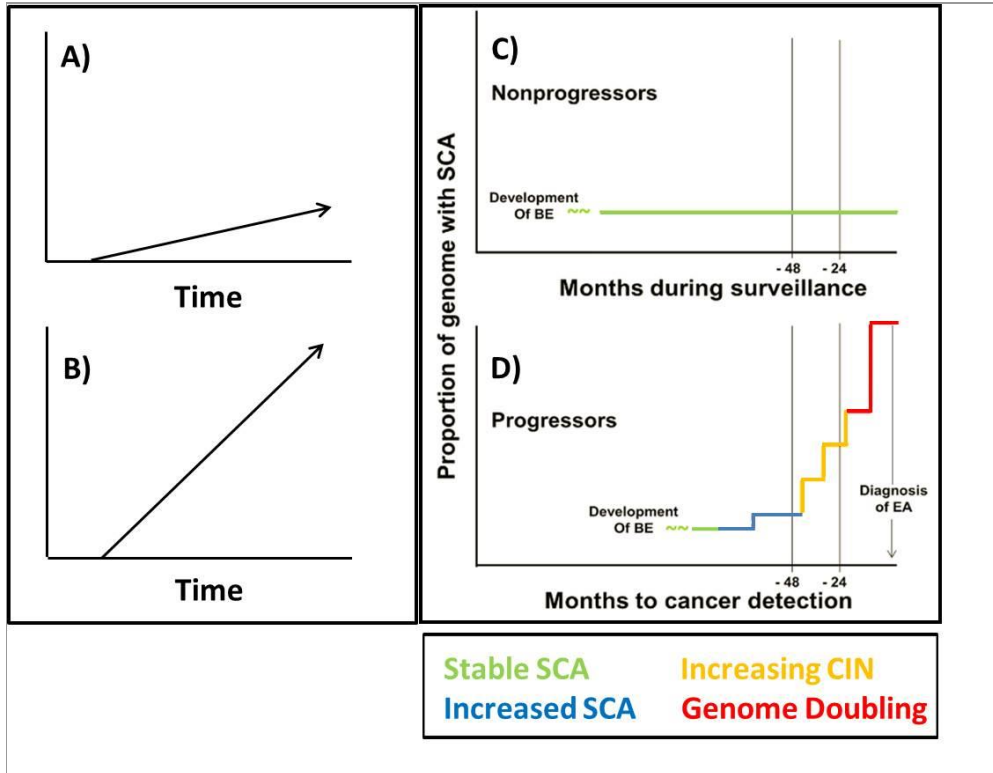 A)
Time
B)
Time
Proportion of genome with SCA
C)
Nonprogressors
Development
Of BE
~~
- 48
- 24
Months during surveillance
D)
Progressors
Development
Of BE
~~
Diagnosis
of EA
- 48
- 24
Months to cancer detection
Stable SCA
Increasing CIN
Increased SCA
Genome Doubling